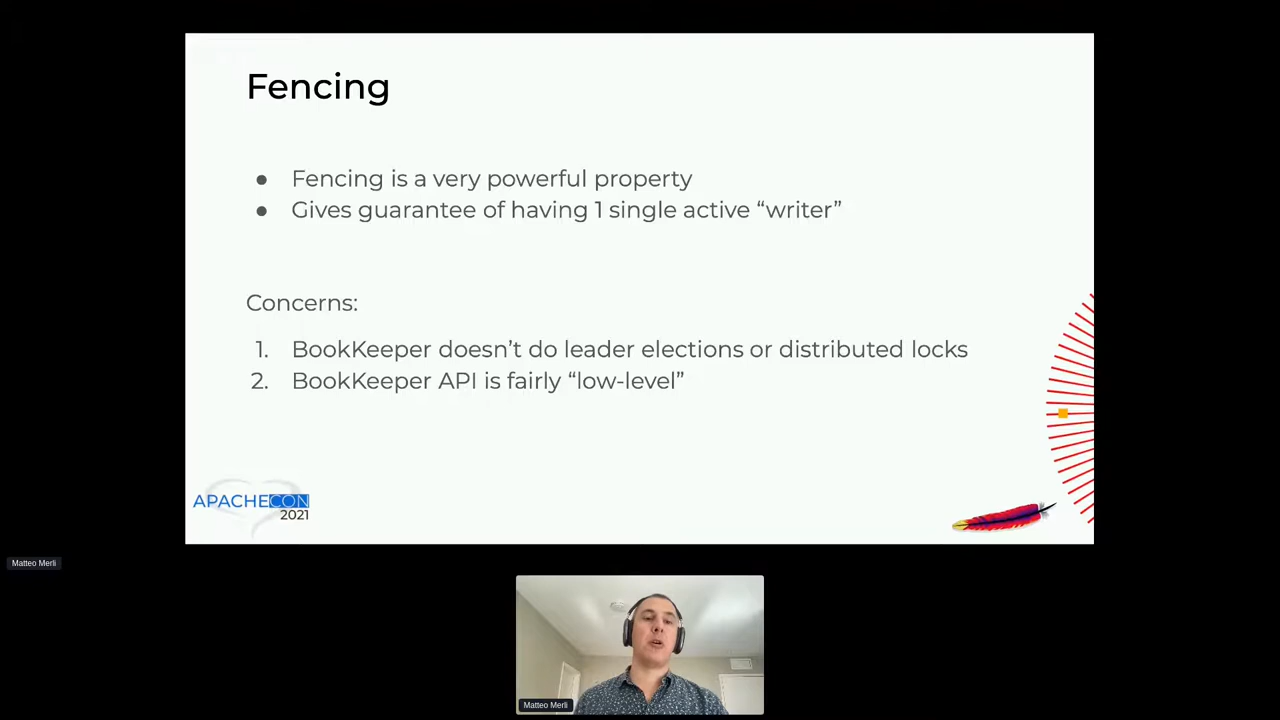 Fencing
● Fencing is a very powerful property
● Gives guarantee of having 1 single active “writer”
Concerns:
1. BookKeeper doesn’t do leader elections or distributed locks
2. BookKeeper API is fairly “low-level”
APACHECON
2021
Matteo Merli
Matteo Merli